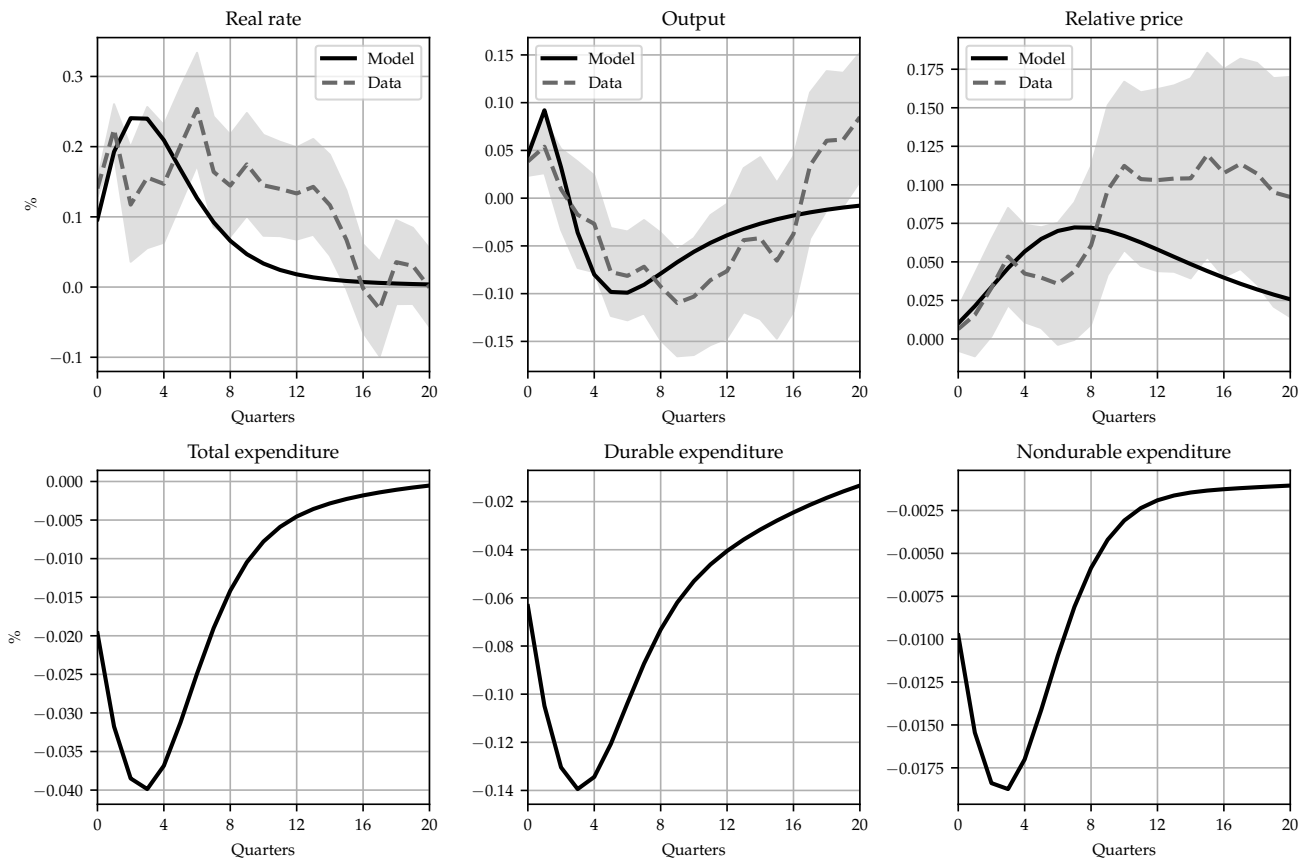 Real rate
Output
Relative price
Model
Data
Model
Data
Model
Data
0.3
0.2
0.1
0.0
−0.1
%
0.15
0.10
0.05
0.00
−0.05
−0.10
−0.15
0.175
0.150
0.125
0.100
0.075
0.050
0.025
0.000
0 4 8 12 16 20
0 4 8 12 16 20
0 4 8 12 16 20
Quarters
Quarters
Quarters
Total expenditure
Durable expenditure
Nondurable expenditure
0.000
−0.005
−0.010
−0.015
−0.020
−0.025
−0.030
−0.035
−0.040
%
−0.02
−0.04
−0.06
−0.08
−0.10
−0.12
−0.14
−0.0025
−0.0050
−0.0075
−0.0100
−0.0125
−0.0150
−0.0175
0 4 8 12 16 20
0 4 8 12 16 20
0 4 8 12 16 20
Quarters
Quarters
Quarters